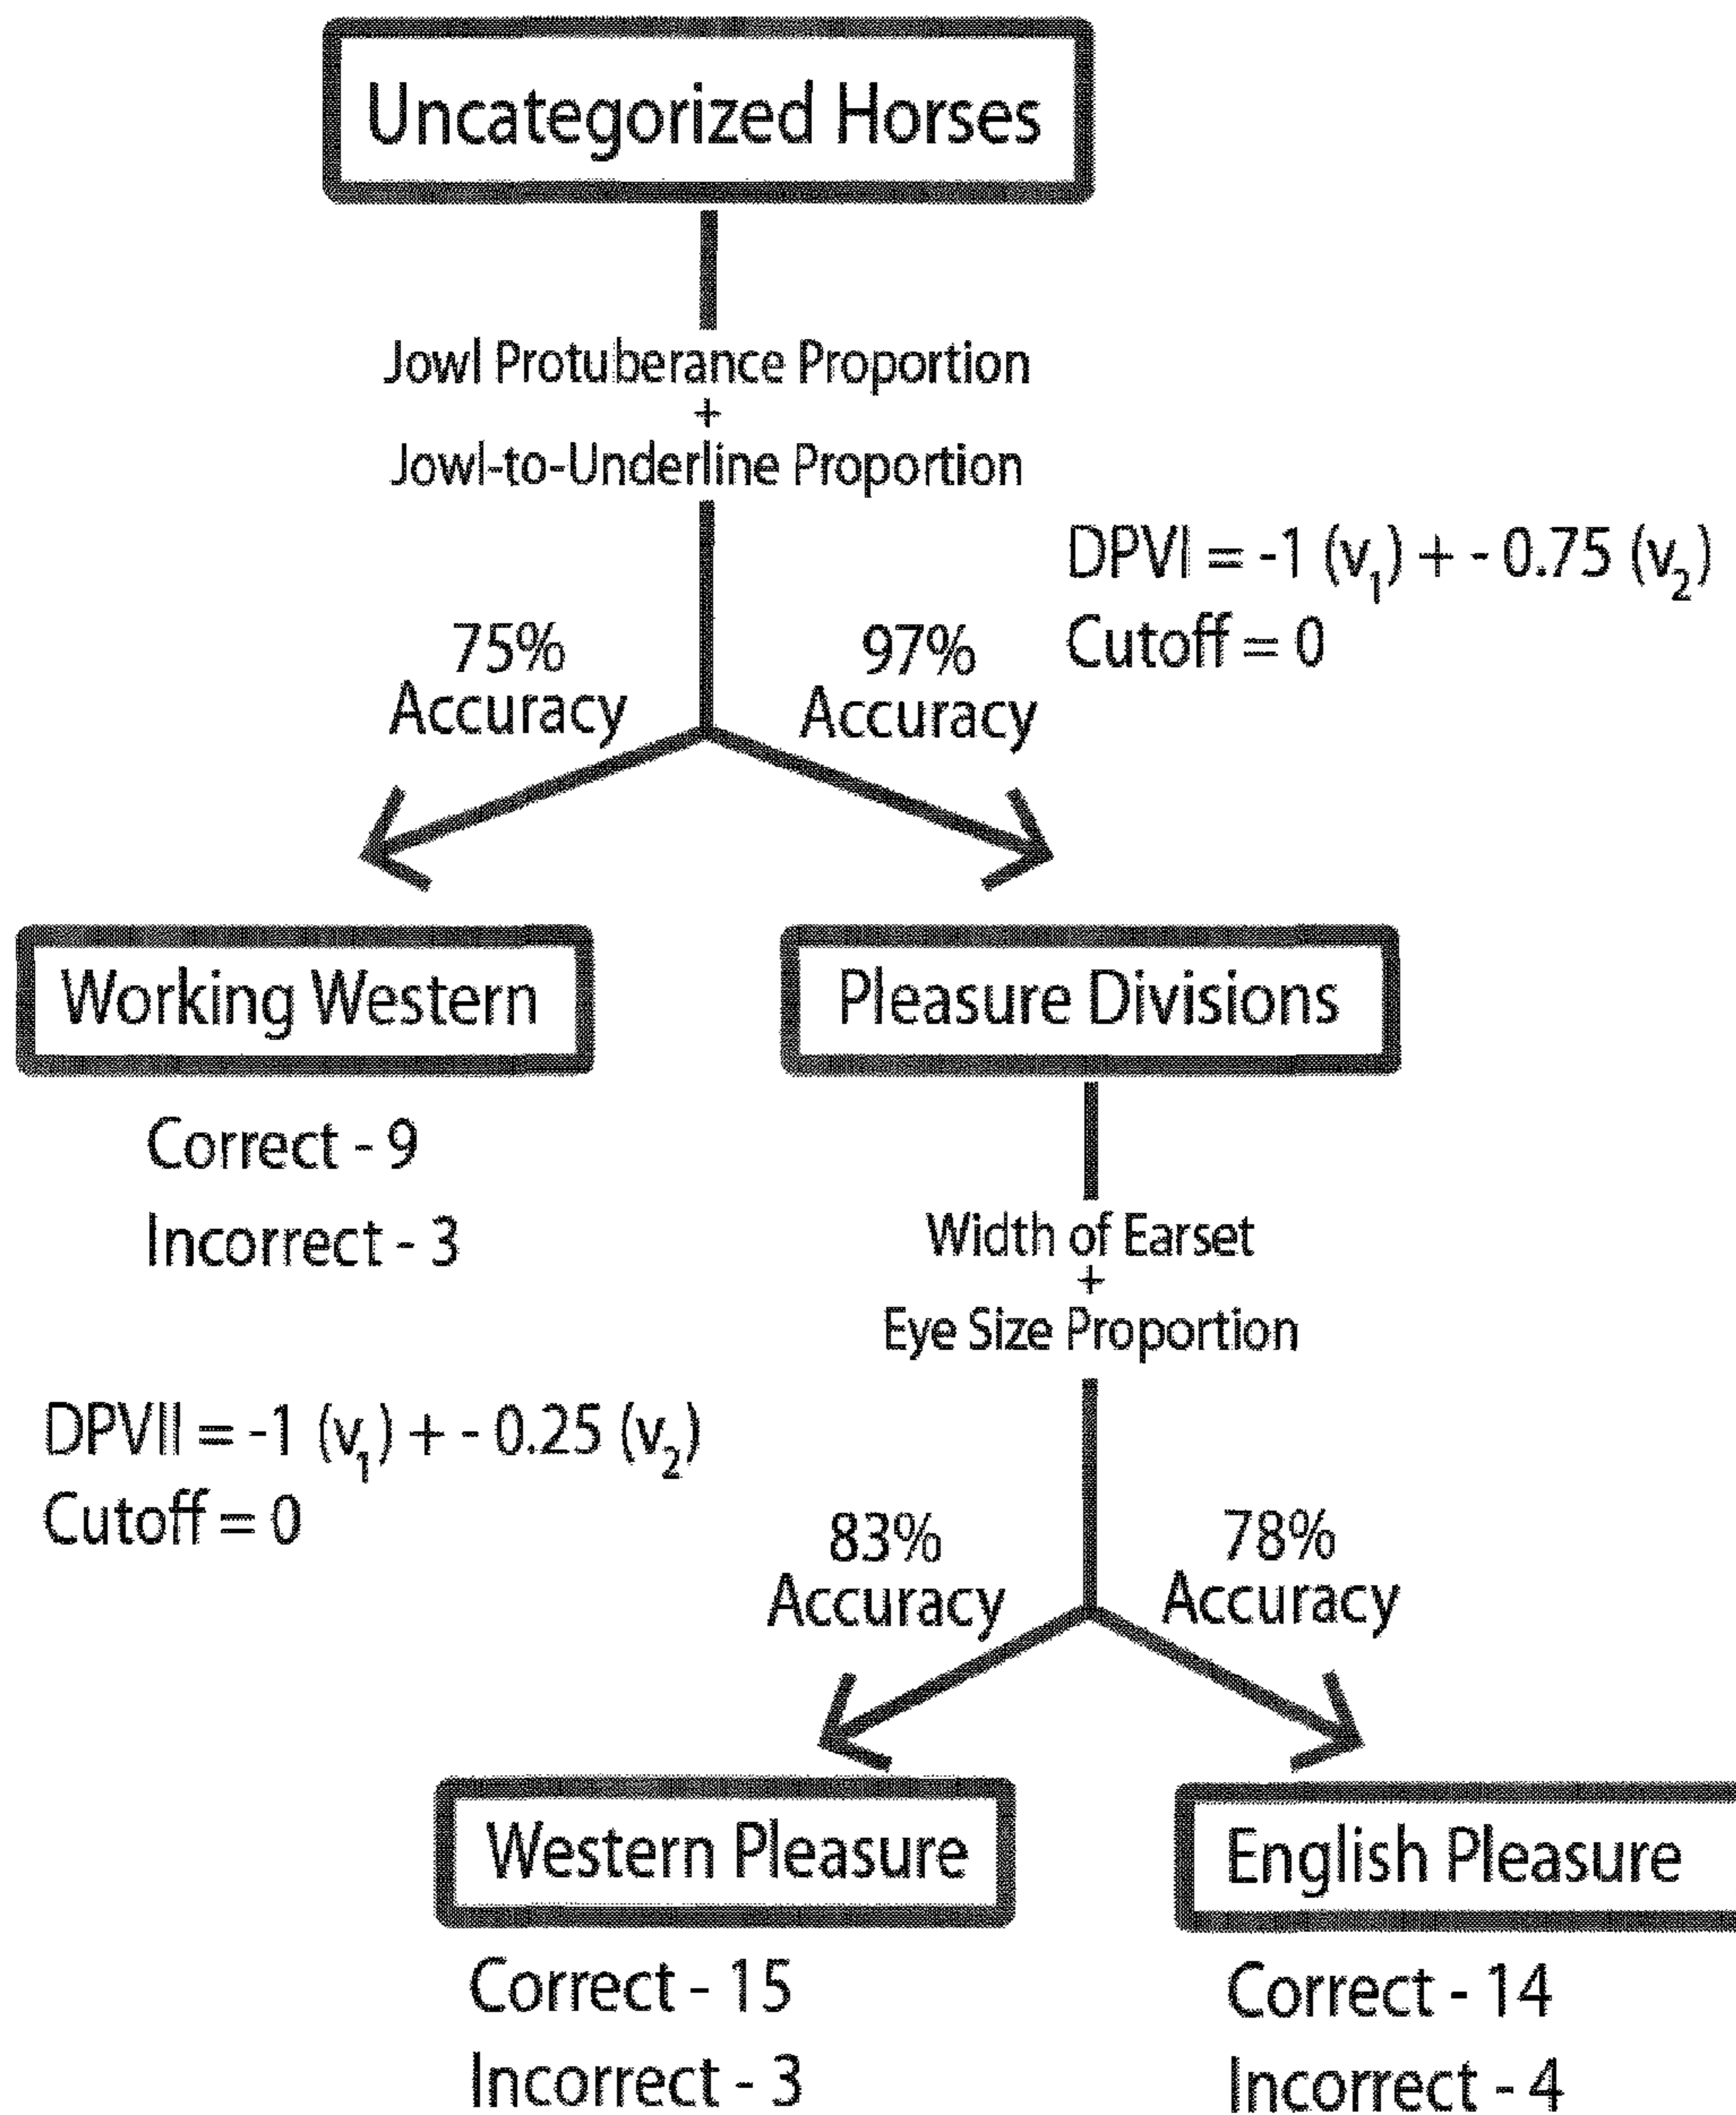 Uncategorized Horses
Jowl Protuberance Proportion
+
Jowl-to-Underline Proportion
DPVI = -1 (v₁) + - 0.75 (v₂)
Cutoff = 0
75%
Accuracy
97%
Accuracy
Working Western
Correct - 9
Incorrect - 3
Pleasure Divisions
Width of Earset
+
Eye Size Proportion
DPVII = -1 (v₁) + - 0.25 (v₂)
Cutoff = 0
83%
Accuracy
78%
Accuracy
Western Pleasure
Correct - 15
Incorrect - 3
English Pleasure
Correct - 14
Incorrect - 4